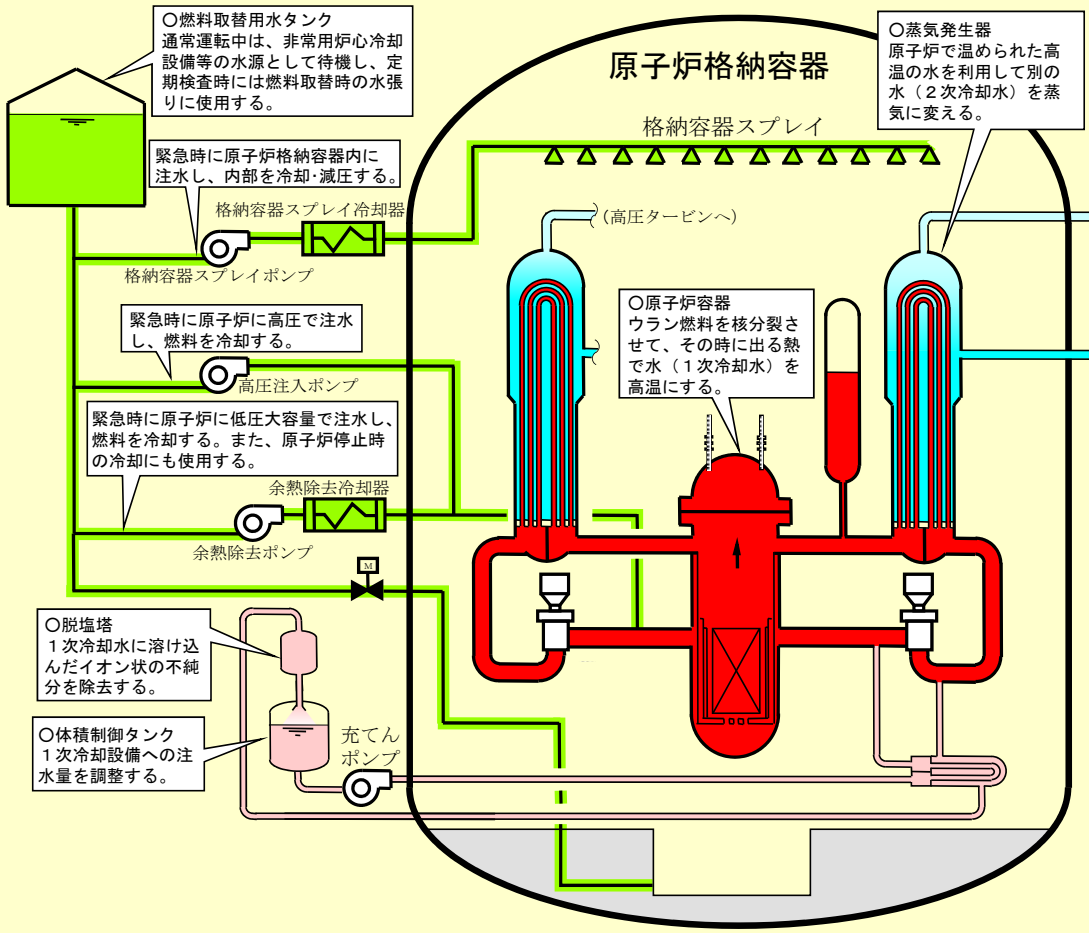 ○燃料取替用水タンク
通常運転中は、非常用炉心冷却
設備等の水源として待機し、定
期検査時には燃料取替時の水張
りに使用する。
原子炉格納容器
○蒸気発生器
原子炉で温められた高
温の水を利用して別の
水（２次冷却水）を蒸
気に変える。
格納容器スプレイ
緊急時に原子炉格納容器内に
注水し、内部を冷却･減圧する。
格納容器スプレイ冷却器
(高圧タービンへ)
格納容器スプレイポンプ
○原子炉容器
ウラン燃料を核分裂さ
せて、その時に出る熱
で水（１次冷却水）を
高温にする。
緊急時に原子炉に高圧で注水
し、燃料を冷却する。
高圧注入ポンプ
緊急時に原子炉に低圧大容量で注水し、
燃料を冷却する。また、原子炉停止時
の冷却にも使用する。
余熱除去冷却器
余熱除去ポンプ
M
○脱塩塔
１次冷却水に溶け込
んだイオン状の不純
分を除去する。
○体積制御タンク
１次冷却設備への注
水量を調整する。
充てん
ポンプ